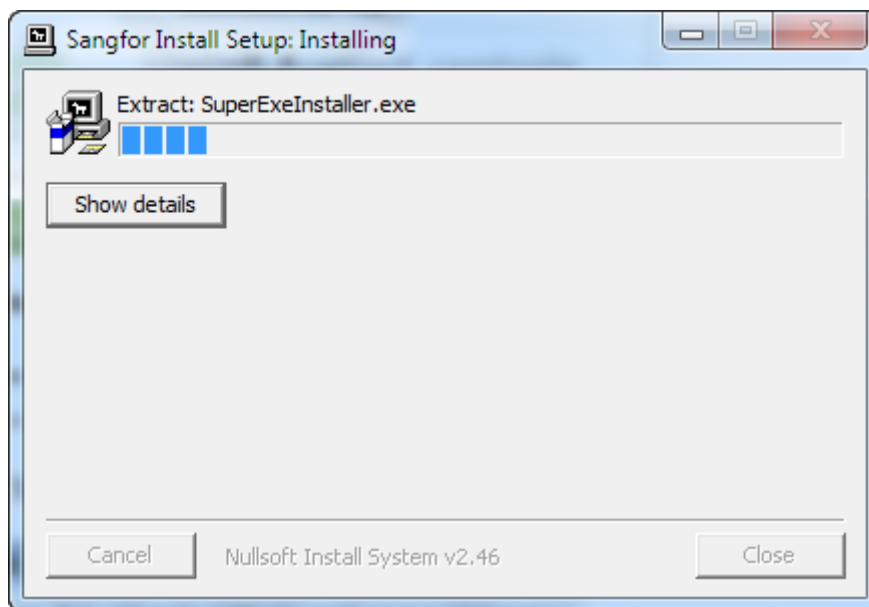 Sangfor Install Setup: Installing
Extract: SuperExeInstaller.exe
Show details
Cancel
Nullsoft Install System v2.46
Close